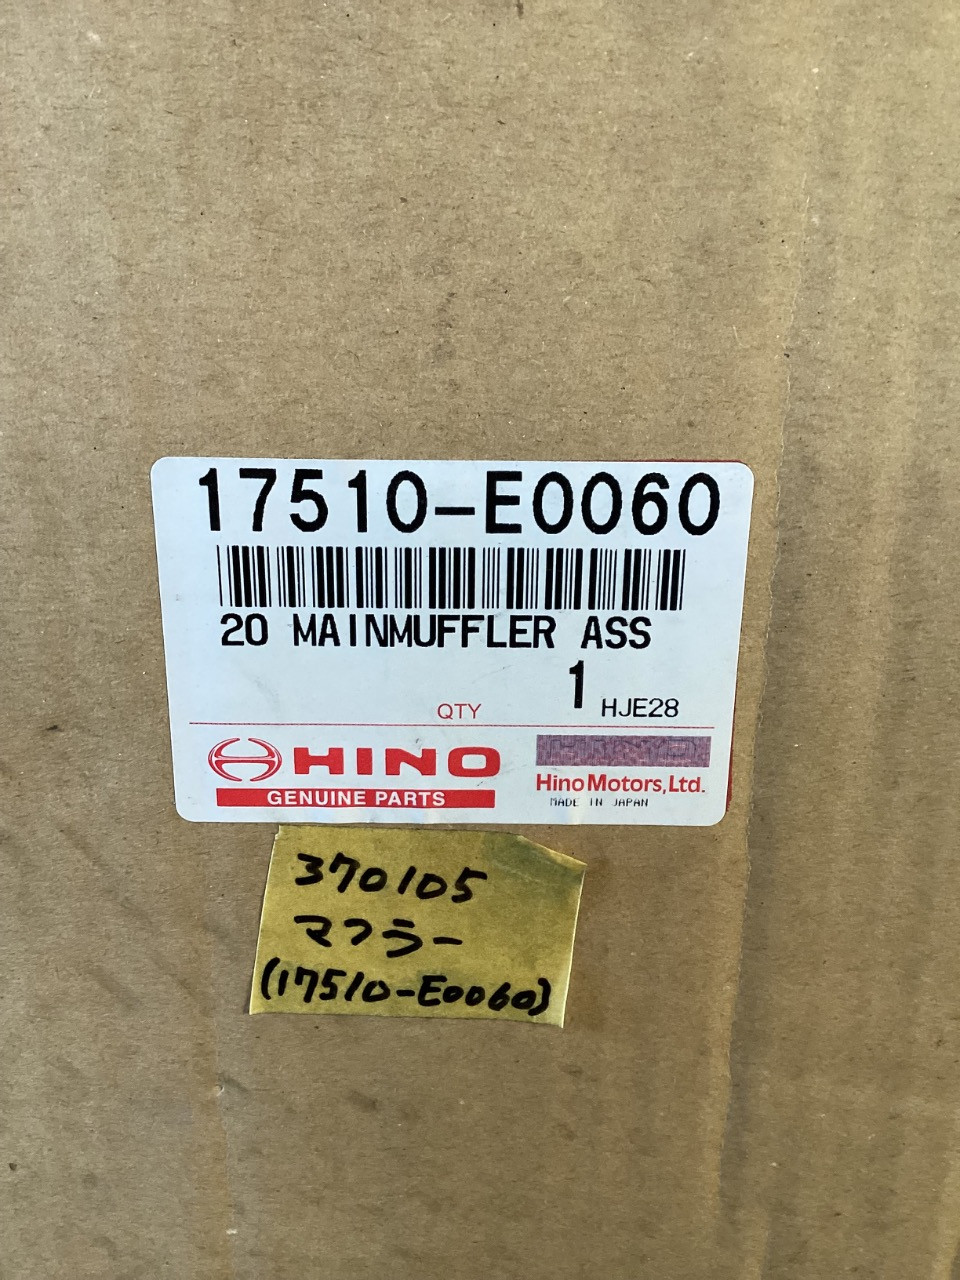 17510-E0060
20 MAINMUFFLER ASS
1
QTY
HJE28
HINO
GENUINE PARTS
HINO
Hino Motors, Ltd.
MADE IN JAPAN
370105
マフラー
(17510-E0060)